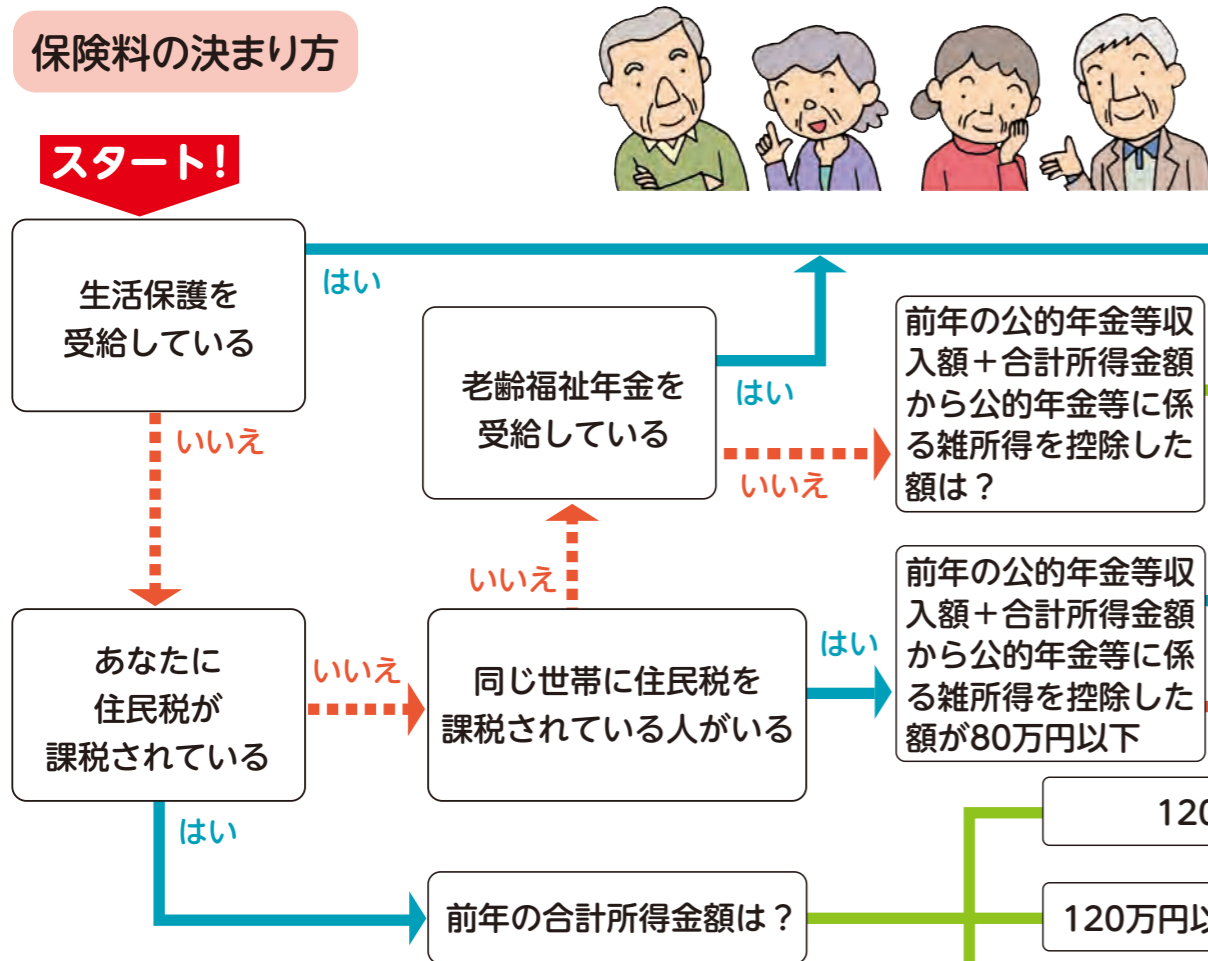 保険料の決まり方
スタート!
生活保護を
受給している
はい
いいえ
老齢福祉年金を
受給している
はい
いいえ
前年の公的年金等収
入額＋合計所得金額
から公的年金等に係
る雑所得を控除した
額は？
あなたに
住民税が
課税されている
いいえ
はい
同じ世帯に住民税を
課税されている人がいる
いいえ
はい
前年の公的年金等収
入額＋合計所得金額
から公的年金等に係
る雑所得を控除した
額が80万円以下
前年の合計所得金額は？
120
120万円以